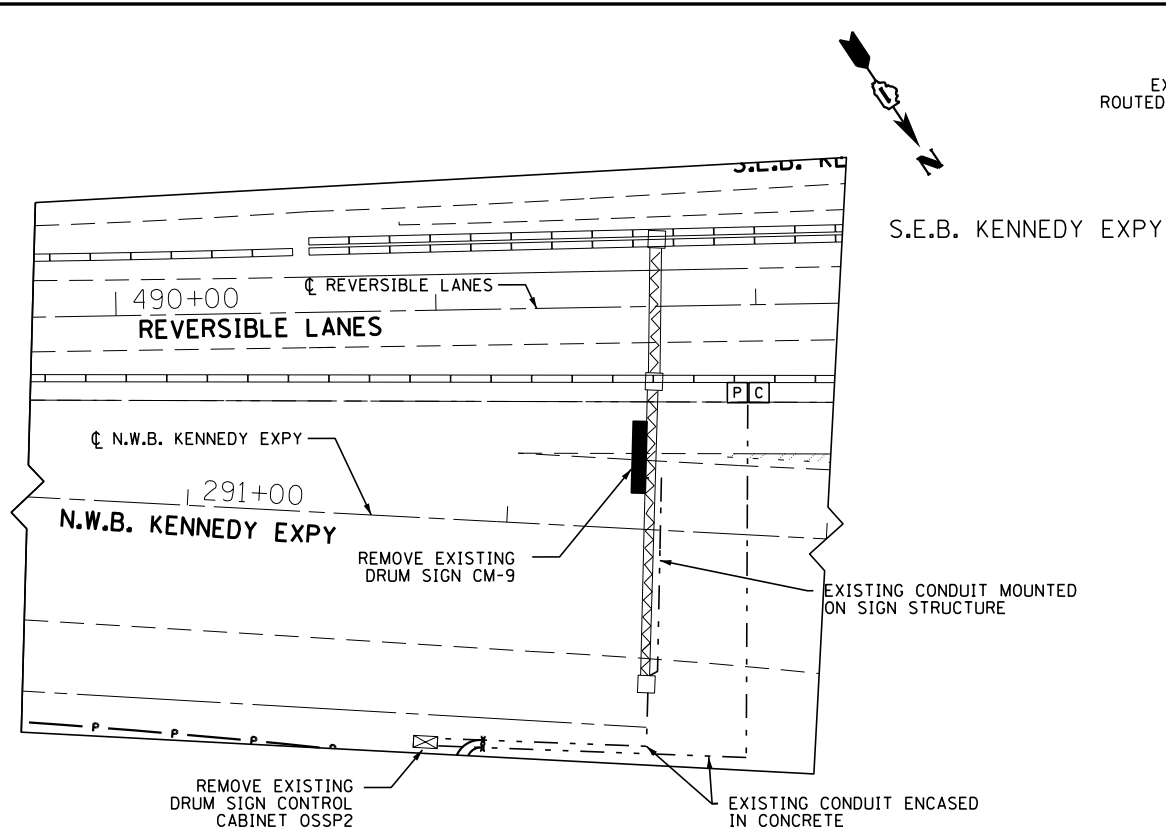 N
EX
ROUTED
S.E.B. KE
S.E.B. KENNEDY EXPY
490+00
℄ REVERSIBLE LANES
REVERSIBLE LANES
P C
℄ N.W.B. KENNEDY EXPY
291+00
N.W.B. KENNEDY EXPY
REMOVE EXISTING
DRUM SIGN CM-9
EXISTING CONDUIT MOUNTED
ON SIGN STRUCTURE
P
P
P
P
REMOVE EXISTING
DRUM SIGN CONTROL
CABINET OSSP2
EXISTING CONDUIT ENCASED
IN CONCRETE